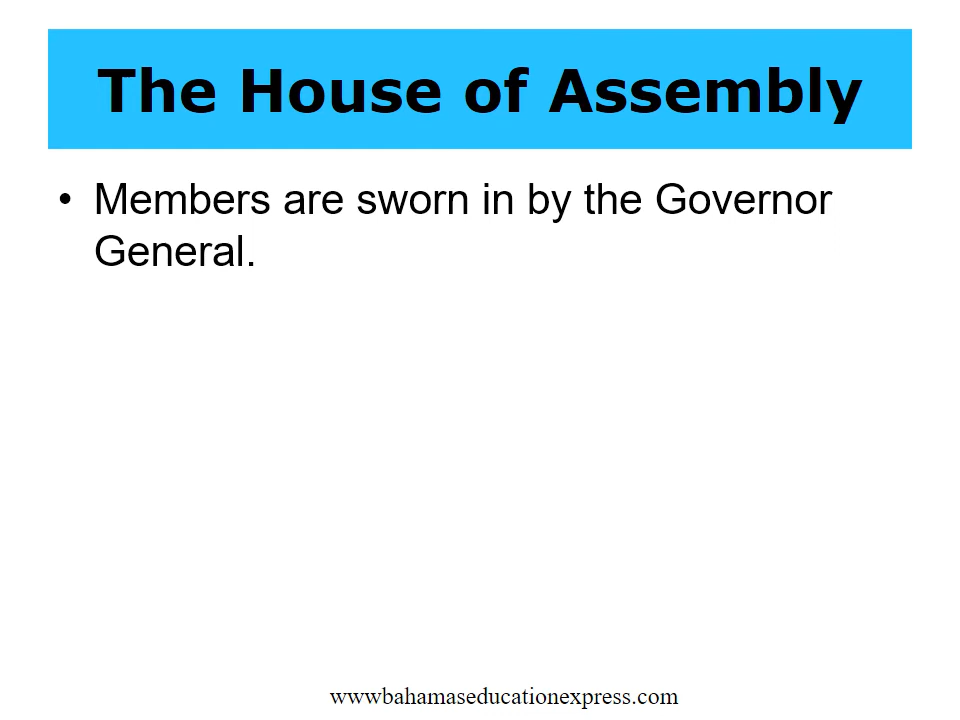 The House of Assembly
• Members are sworn in by the Governor
General.
wwwbahamaseducationexpress.com